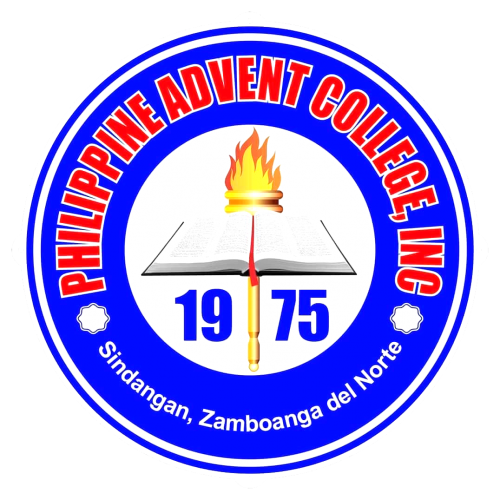 PHILIPPINE ADVENT COLLEGE, INC
19 75
Sindangan, Zamboanga del Norte